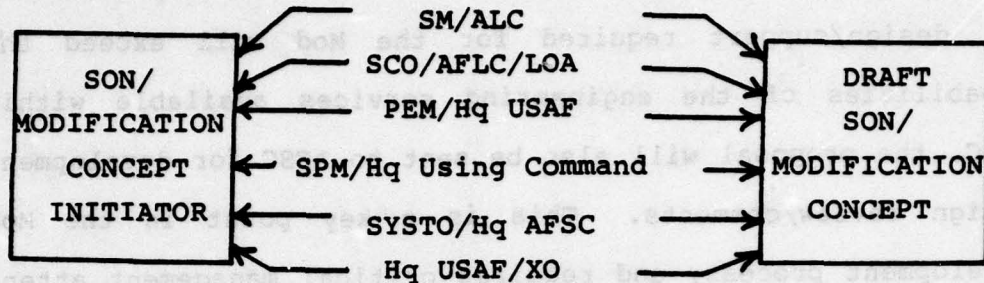 SM/ALC
SCO/AFLC/LOA
PEM/Hq USAF
SPM/Hq Using Command
SYSTO/Hq AFSC
Hq USAF/XO
SON/
MODIFICATION
CONCEPT
INITIATOR
DRAFT
SON/
MODIFICATION
CONCEPT